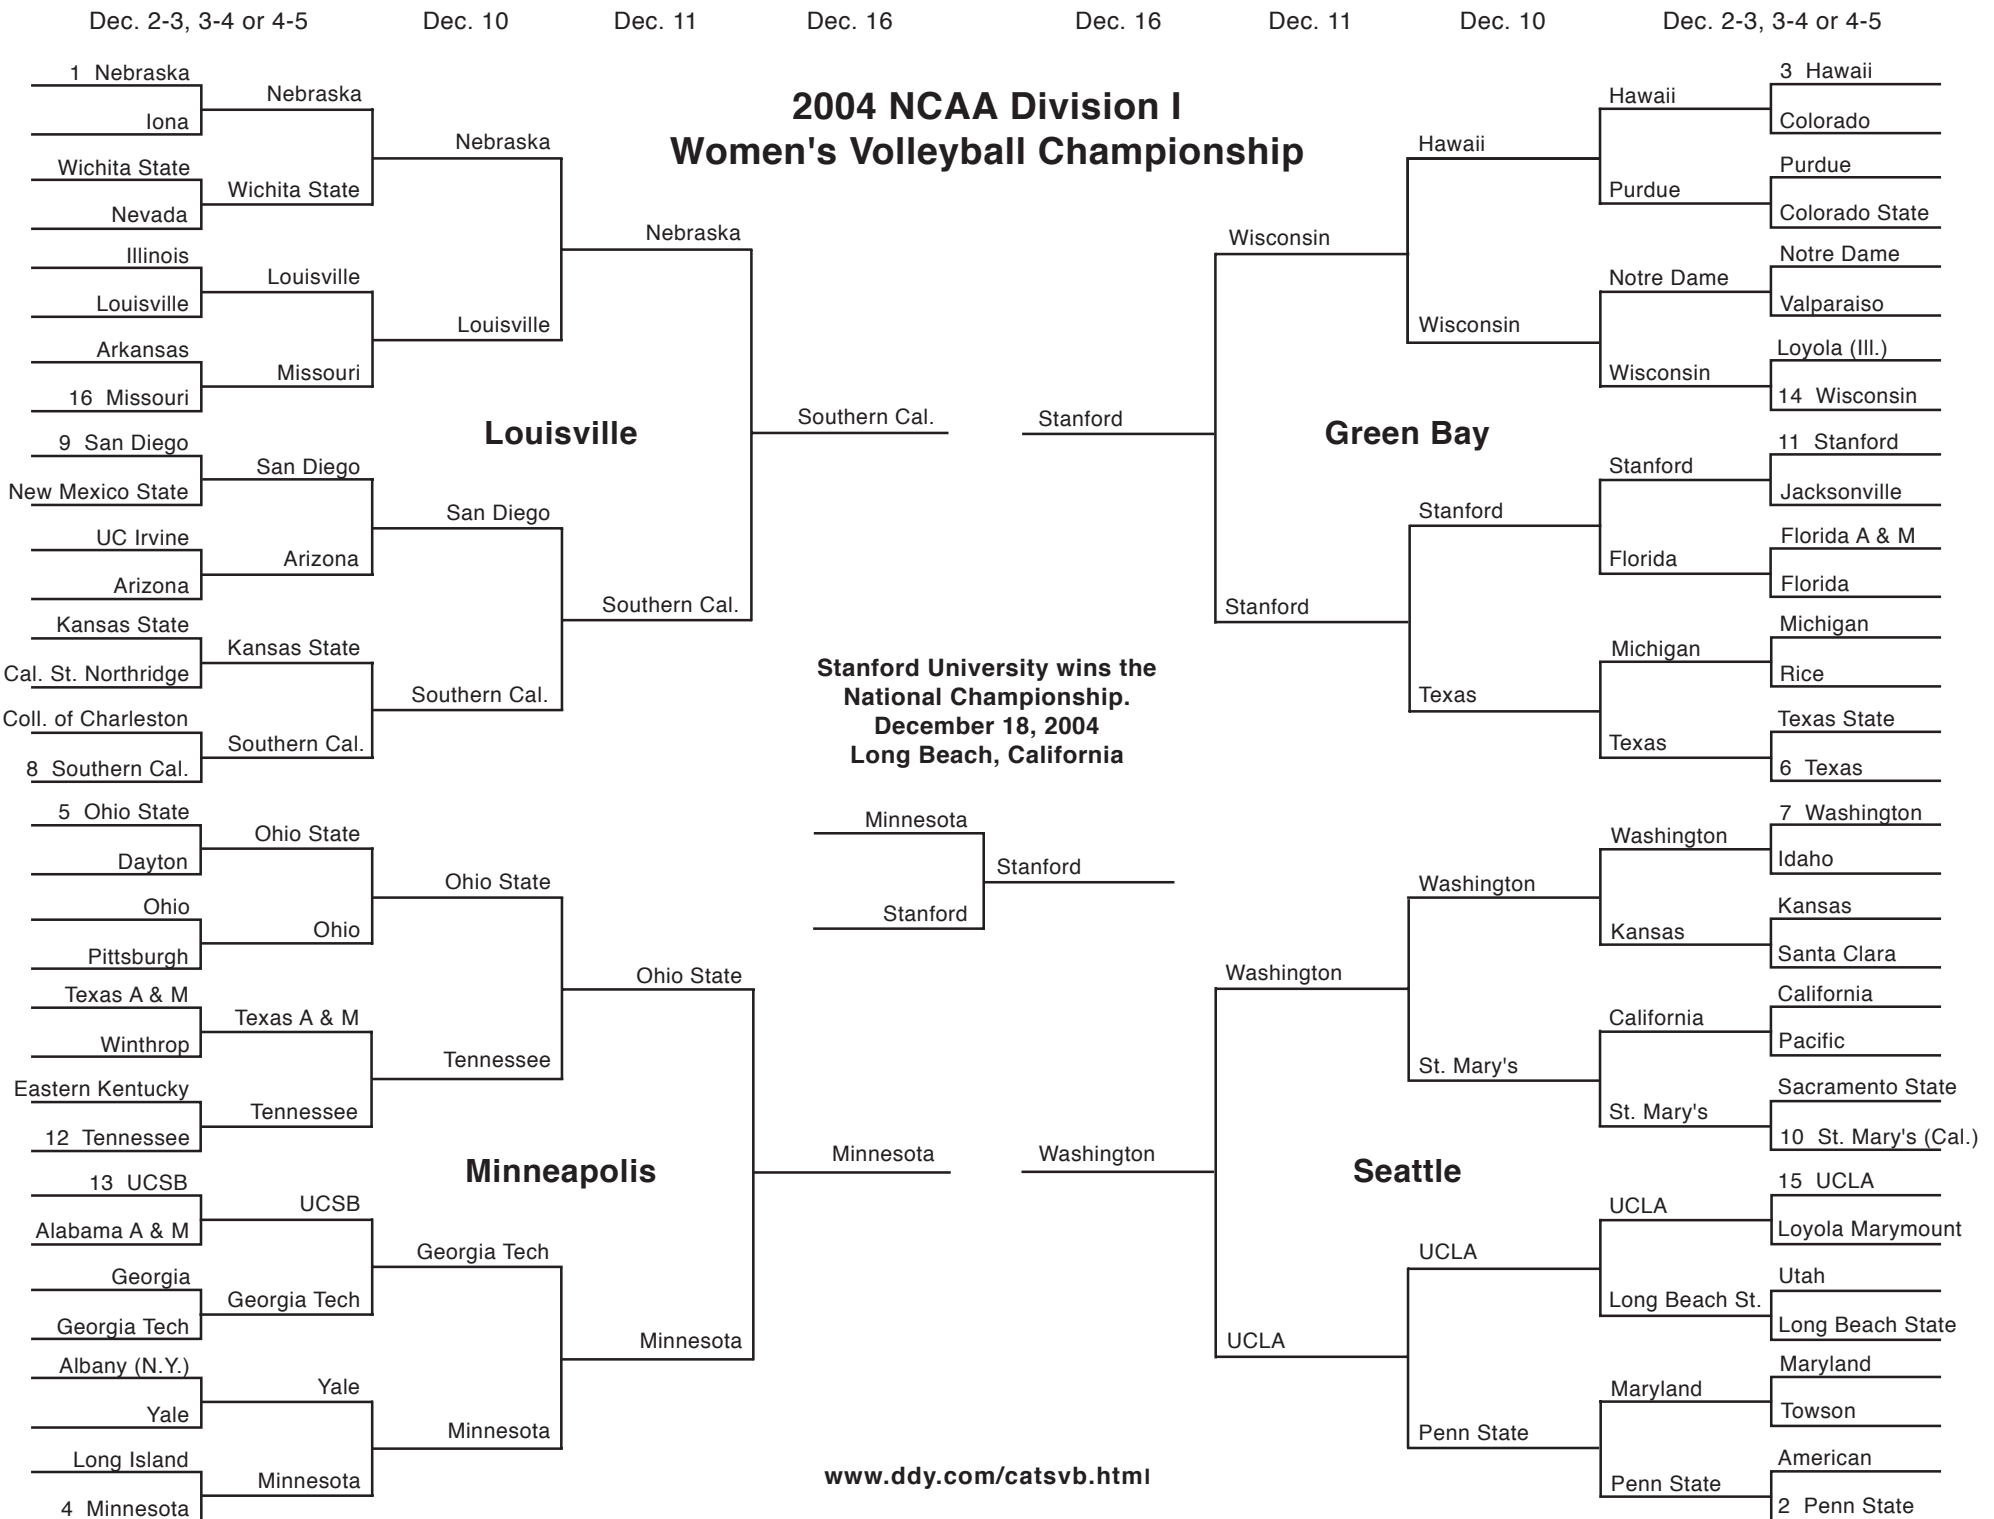 Dec. 2-3, 3-4 or 4-5
Dec. 10
Dec. 11
Dec. 16
Dec. 16
Dec. 11
Dec. 10
Dec. 2-3, 3-4 or 4-5
2004 NCAA Division I
Women's Volleyball Championship
1 Nebraska
Iona
Wichita State
Nevada
Illinois
Louisville
Arkansas
16 Missouri
9 San Diego
New Mexico State
UC Irvine
Arizona
Kansas State
Cal. St. Northridge
Coll. of Charleston
8 Southern Cal.
Nebraska
Wichita State
Louisville
Missouri
San Diego
Arizona
Kansas State
Southern Cal.
Nebraska
Louisville
San Diego
Southern Cal.
Nebraska
Southern Cal.
Louisville
Southern Cal.
5 Ohio State
Dayton
Ohio
Pittsburgh
Texas A & M
Winthrop
Eastern Kentucky
12 Tennessee
13 UCSB
Alabama A & M
Georgia
Georgia Tech
Albany (N.Y.)
Yale
Long Island
4 Minnesota
Ohio State
Ohio
Texas A & M
Tennessee
UCSB
Georgia Tech
Yale
Minnesota
Ohio State
Tennessee
Georgia Tech
Minnesota
Ohio State
Minnesota
Minneapolis
Minnesota
Stanford University wins the
National Championship.
December 18, 2004
Long Beach, California
Minnesota
Stanford
Stanford
www.ddy.com/catsvb.html
Stanford
Green Bay
Wisconsin
Stanford
Hawaii
Wisconsin
Stanford
Texas
Hawaii
Purdue
Notre Dame
Wisconsin
Stanford
Florida
Michigan
Texas
3 Hawaii
Colorado
Purdue
Colorado State
Notre Dame
Valparaiso
Loyola (Ill.)
14 Wisconsin
11 Stanford
Jacksonville
Florida A & M
Florida
Michigan
Rice
Texas State
6 Texas
Washington
Seattle
Washington
UCLA
Washington
St. Mary's
UCLA
Penn State
Washington
Kansas
California
St. Mary's
UCLA
Long Beach St.
Maryland
Penn State
7 Washington
Idaho
Kansas
Santa Clara
California
Pacific
Sacramento State
10 St. Mary's (Cal.)
15 UCLA
Loyola Marymount
Utah
Long Beach State
Maryland
Towson
American
2 Penn State